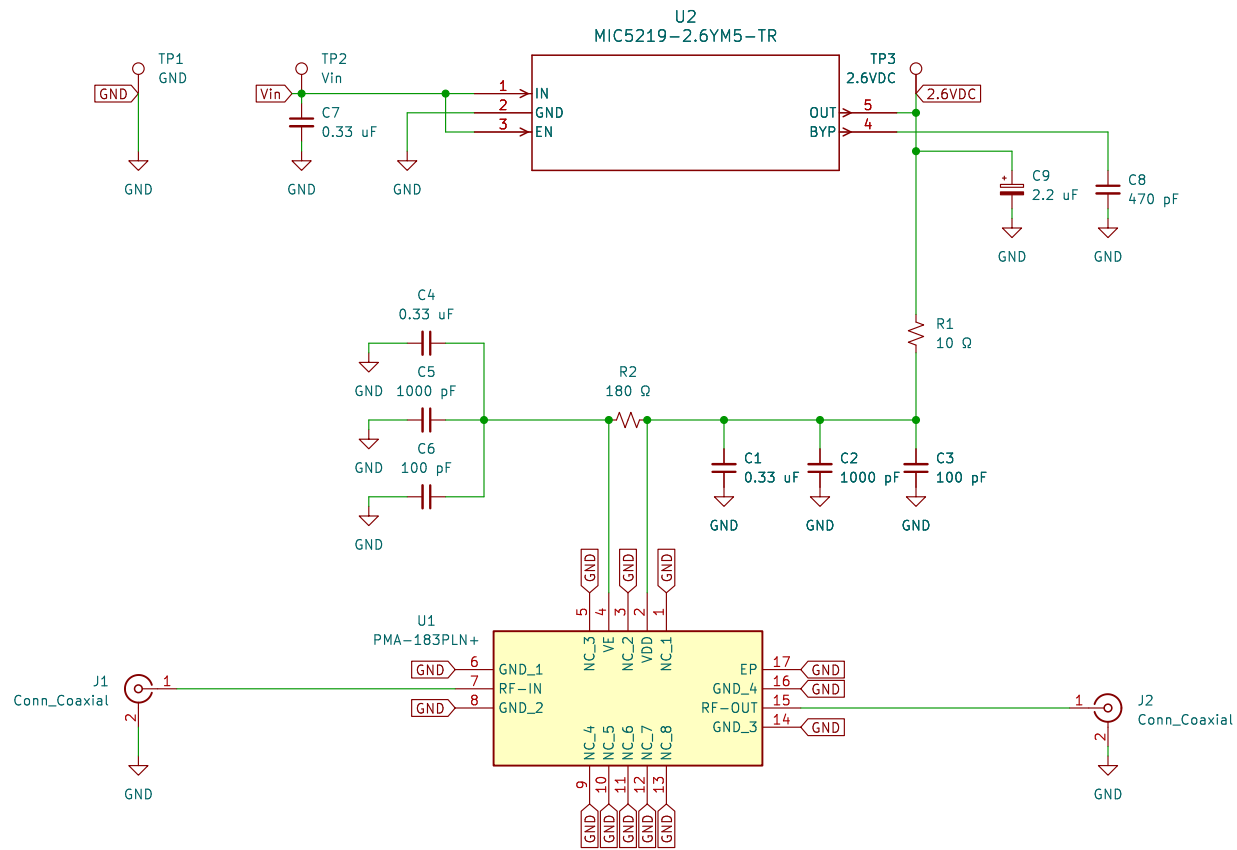 U2
MIC5219-2.6YM5-TR
TP1
GND
GND
GND
TP2
Vin
Vin
C7
0.33 uF
GND
GND
1
IN
2
GND
3
EN
OUT
5
BYP
4
TP3
2.6VDC
2.6VDC
C9
2.2 uF
+
GND
C8
470 pF
GND
R1
10 Ω
C4
0.33 uF
GND
C5
1000 pF
GND
C6
100 pF
GND
R2
180 Ω
C1
0.33 uF
GND
C2
1000 pF
GND
C3
100 pF
GND
GND
GND
GND
5
4
3
2
1
NC_3
VE
NC_2
VDD
NC_1
U1
PMA-183PLN+
GND
6
GND_1
7
RF-IN
GND
8
GND_2
EP
17
GND
GND_4
16
GND
RF-OUT
15
GND_3
14
GND
NC_4
NC_5
NC_6
NC_7
NC_8
9
10
11
12
13
GND
GND
GND
GND
GND
J1
Conn_Coaxial
1
2
GND
J2
Conn_Coaxial
1
2
GND